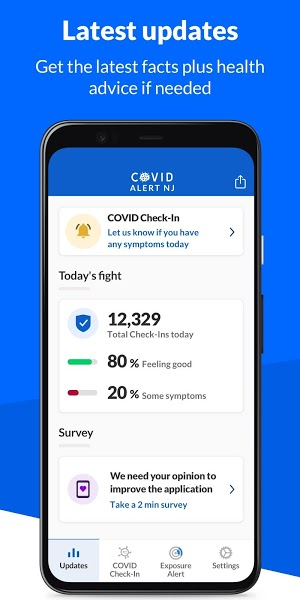 Latest updates
Get the latest facts plus health
advice if needed
COVID
ALERT NJ
COVID Check-In
Let us know if you have
any symptoms today
Today's fight
12,329
Total Check-Ins today
80 % Feeling good
20 % Some symptoms
Survey
We need your opinion to
improve the application
Take a 2 min survey
Updates
COVID
Check-In
Exposure
Alert
Settings